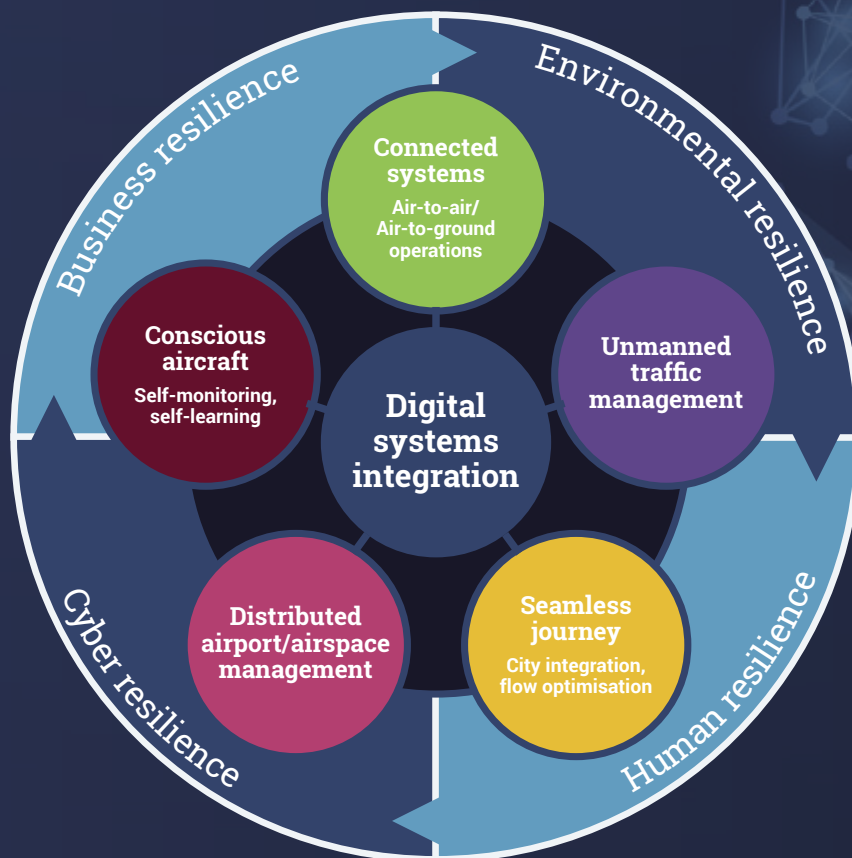 Business resilience
Environmental resilience
Connected
systems
Air-to-air/
Air-to-ground
operations
Conscious
aircraft
Self-monitoring,
self-learning
Unmanned
traffic
management
Digital
systems
integration
Distributed
airport/airspace
management
Seamless
journey
City integration,
flow optimisation
Cyber resilience
Human resilience